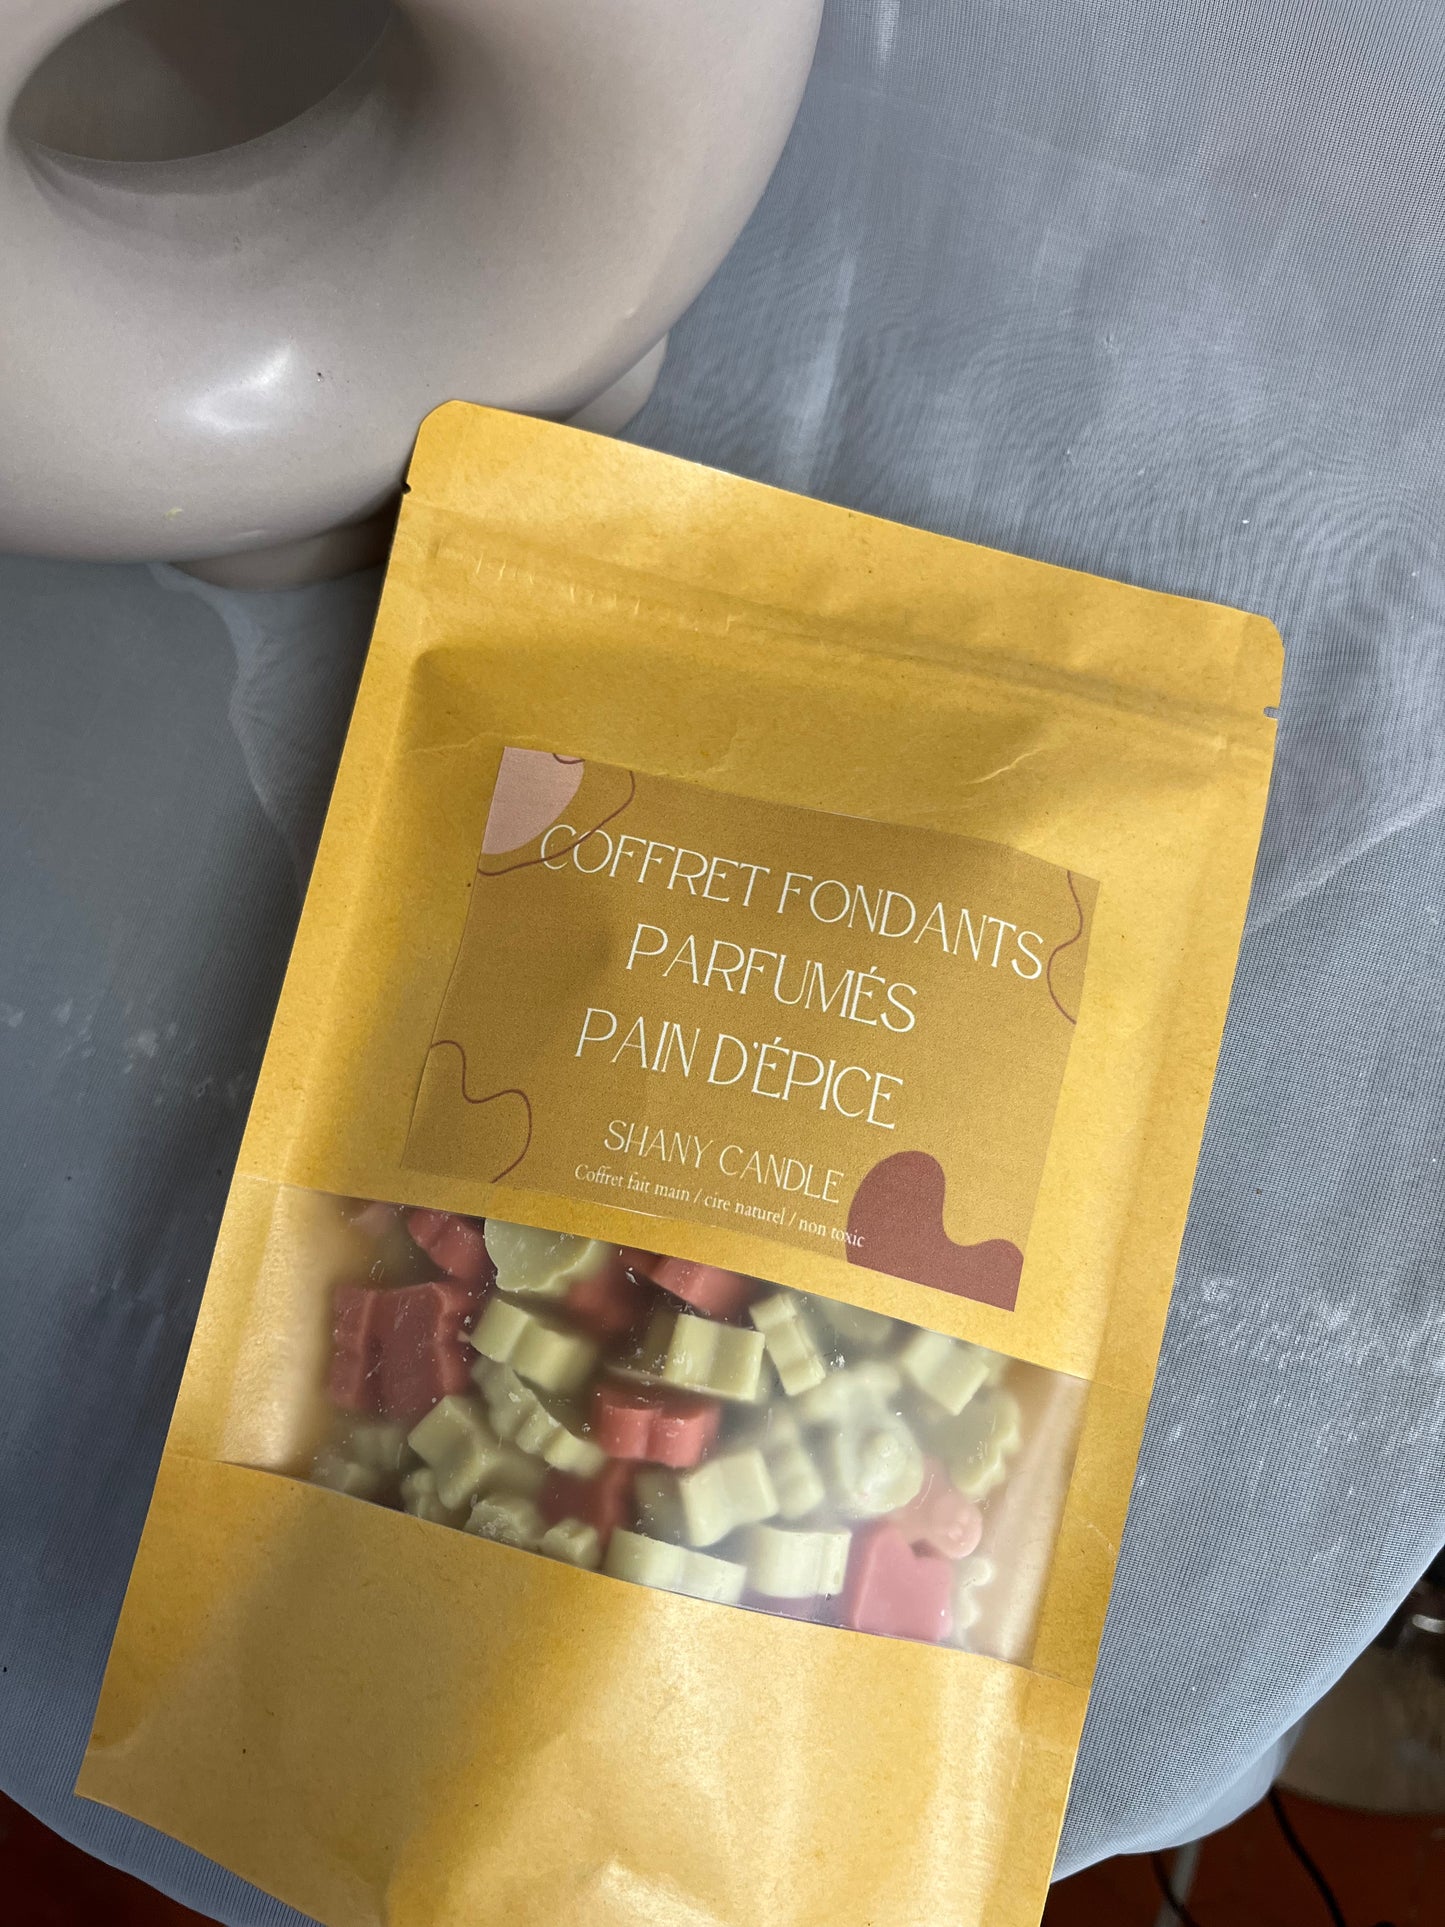 COFFRET FONDANTS
PARFUMÉS
PAIN D'ÉPICE
SHANY CANDLE
Coffret fait main / cire naturel / non toxic